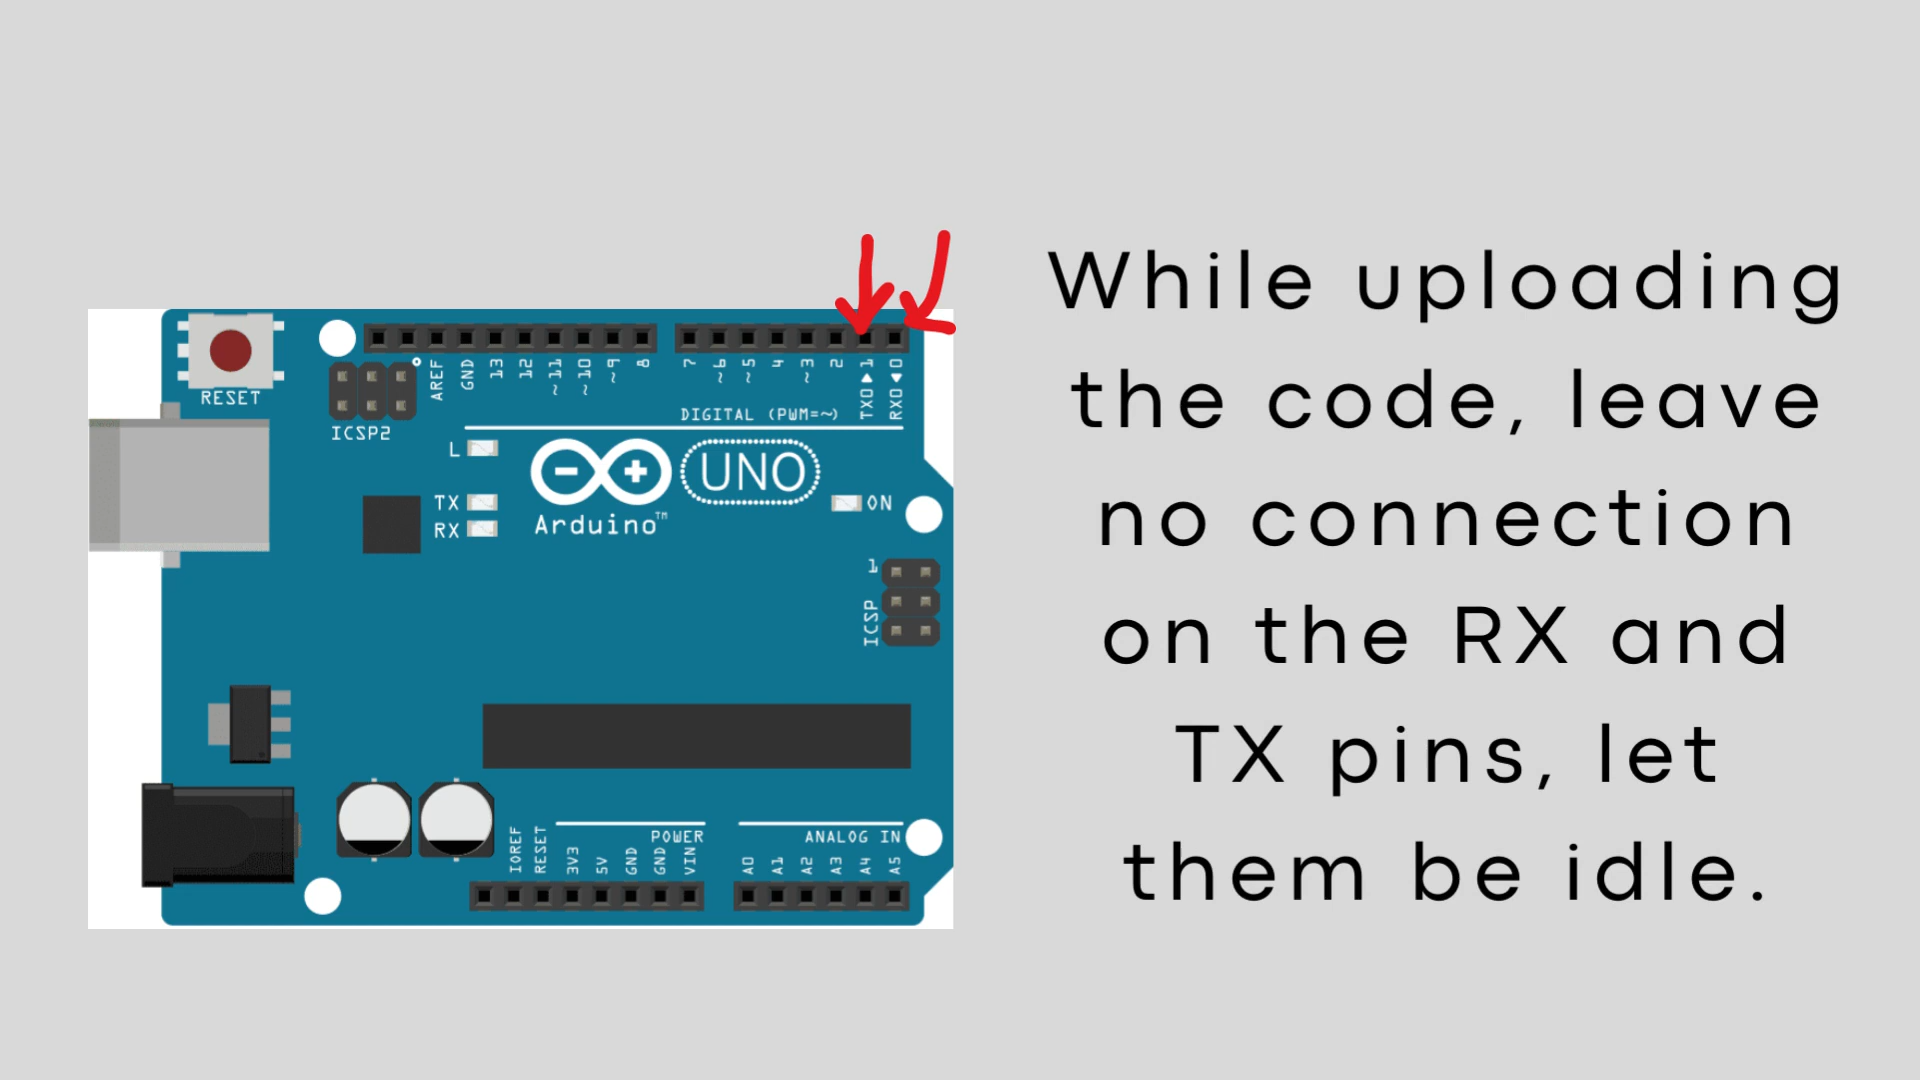 While uploading
the code, leave
no connection
on the RX and
TX pins, let
them be idle.
RESET
ICSP2
AREF
GND
13
12
~11
~10
~9
8
7
~6
~5
4
~3
2
TX0▶1
RX0◀0
DIGITAL (PWM=~)
L
TX
RX
Arduino™
UNO
ON
1
ICSP
POWER
ANALOG IN
IOREF
RESET
3V3
5V
GND
GND
VIN
A0
A1
A2
A3
A4
A5